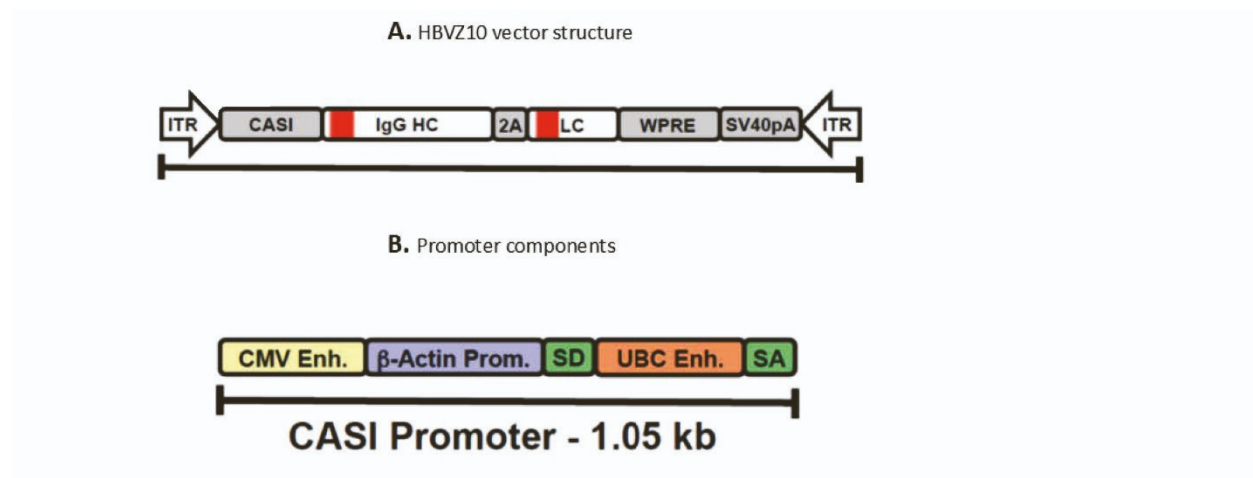 A. HBVZ10 vector structure
ITR CASI IgG HC 2A LC WPRE SV40pA ITR
B. Promoter components
CMV Enh. β-Actin Prom. SD UBC Enh. SA
CASI Promoter - 1.05 kb